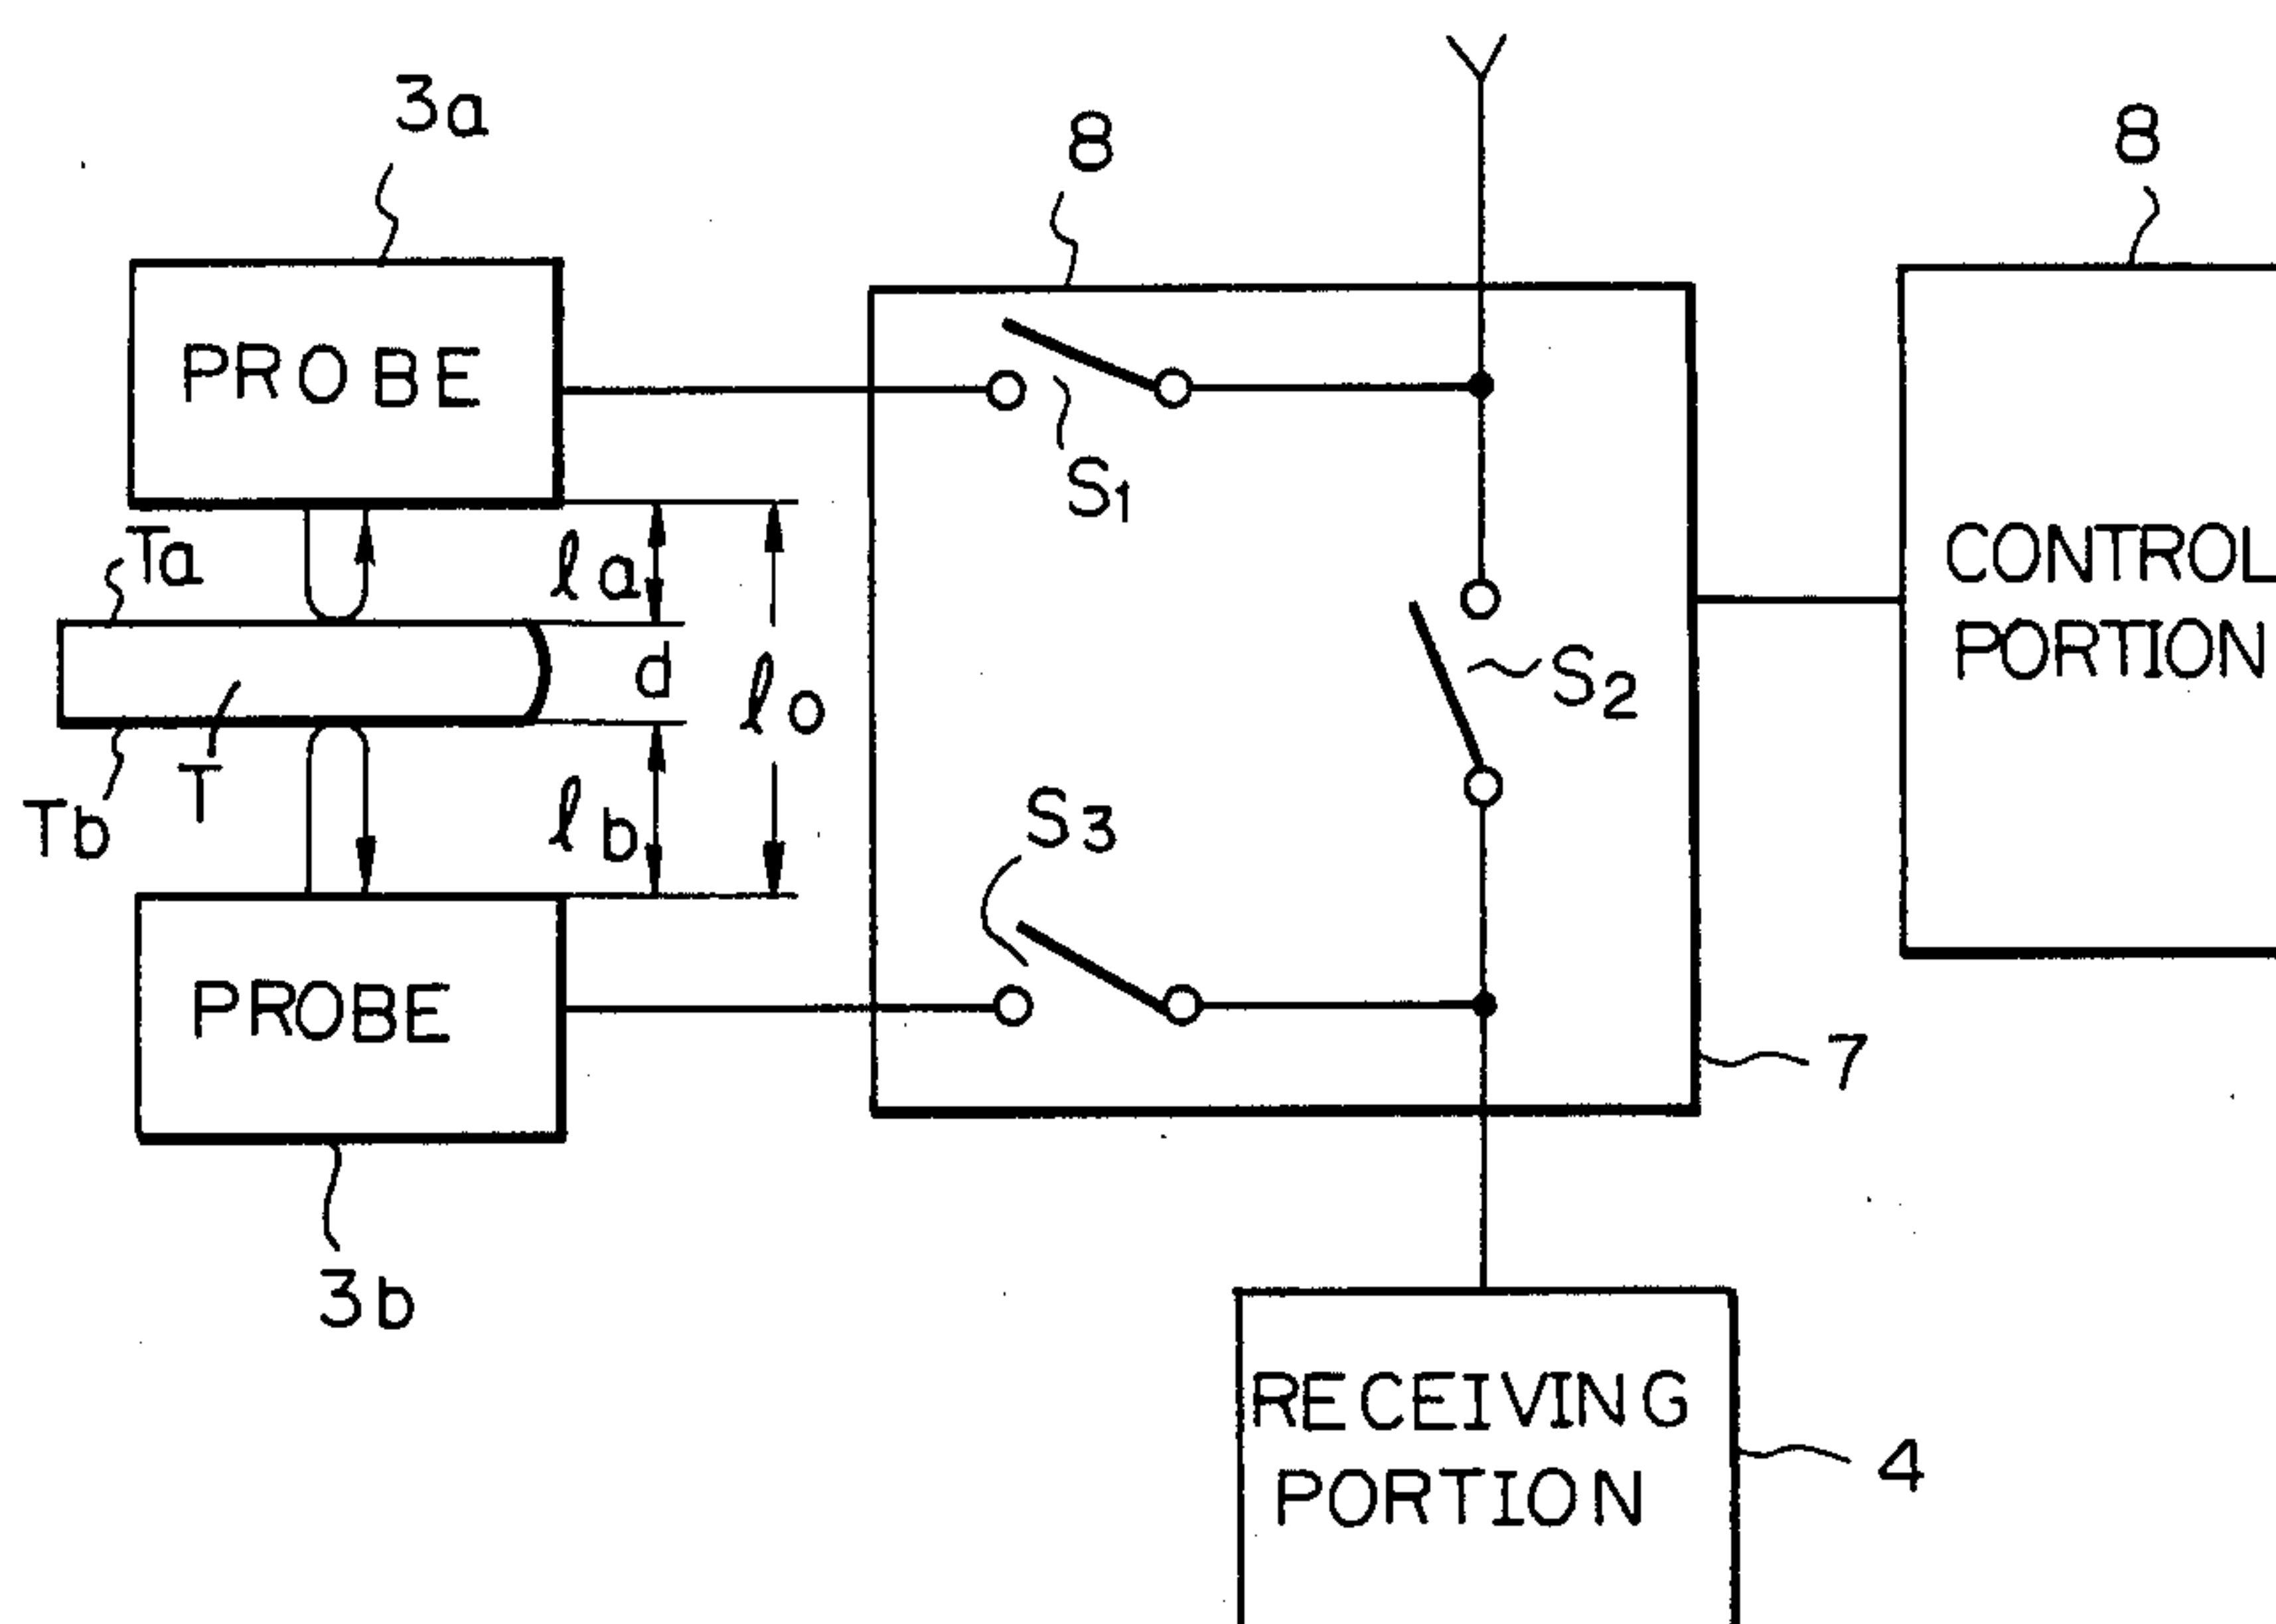 3a
8
8
PROBE
S1
Ta
la
CONTROL
PORTION
d
lo
S2
T
Tb
lb
S3
PROBE
7
3b
RECEIVING
PORTION
4